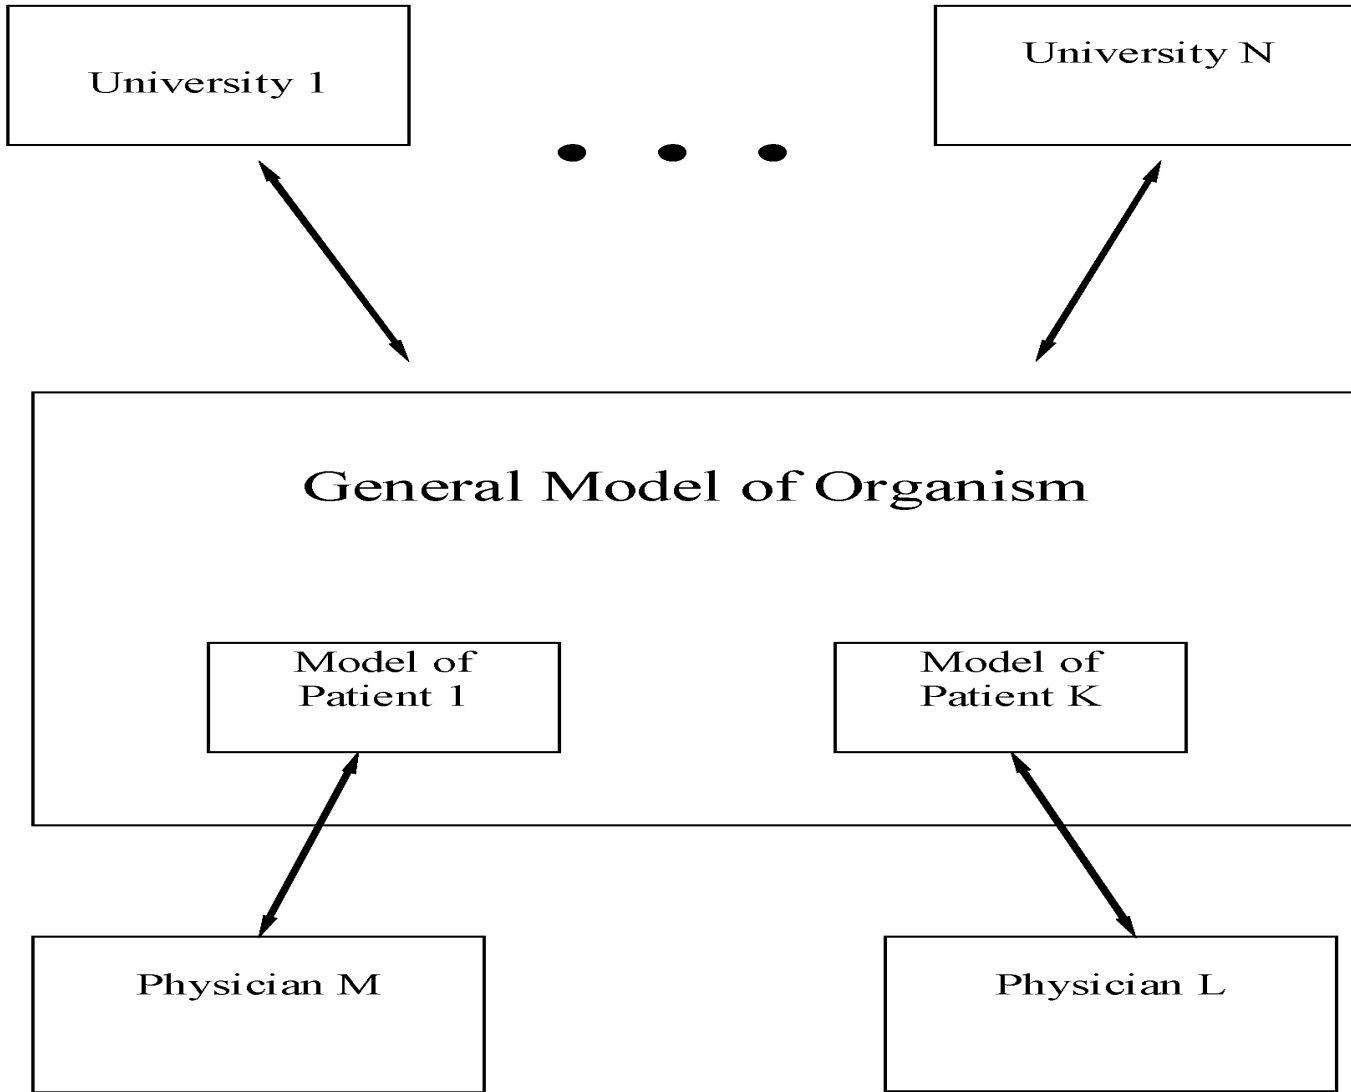 University 1
University N
General Model of Organism
Model of
Patient 1
Model of
Patient K
Physician M
Physician L